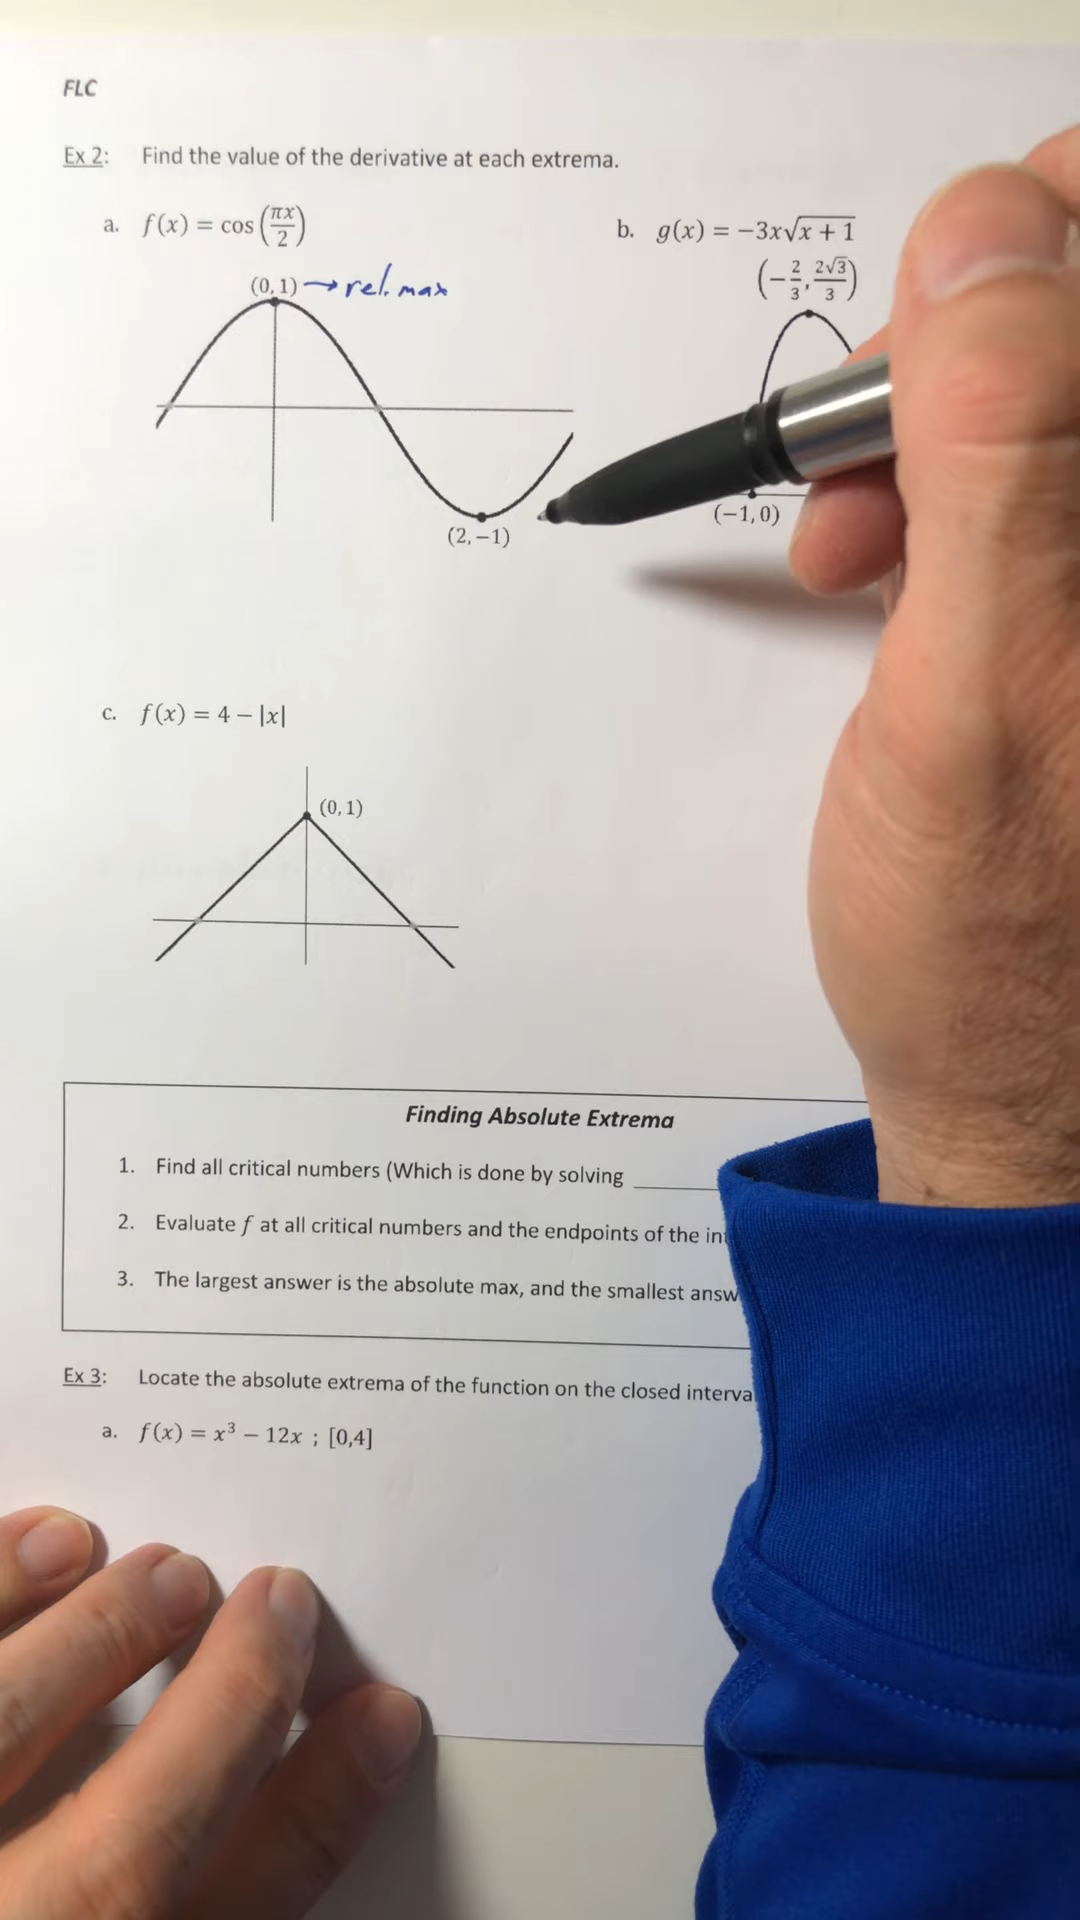 FLC
Ex 2: Find the value of the derivative at each extrema.
a. f(x) = cos(πx/2)
(0, 1) → rel. max
(2, −1)
b. g(x) = −3x√(x + 1)
(−2/3, 2√3/3)
(−1, 0)
c. f(x) = 4 − |x|
(0, 1)
Finding Absolute Extrema
1. Find all critical numbers (Which is done by solving
2. Evaluate f at all critical numbers and the endpoints of the
3. The largest answer is the absolute max, and the smallest
Ex 3: Locate the absolute extrema of the function on the closed
a. f(x) = x³ − 12x ; [0,4]